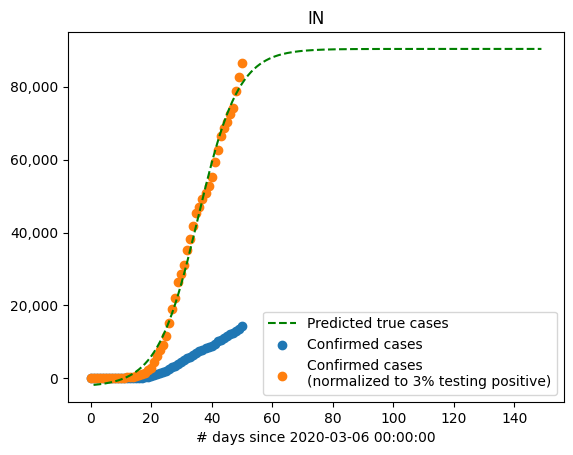 IN
80,000
60,000
40,000
20,000
0
Predicted true cases
Confirmed cases
Confirmed cases
(normalized to 3% testing positive)
0 20 40 60 80 100 120 140
# days since 2020-03-06 00:00:00